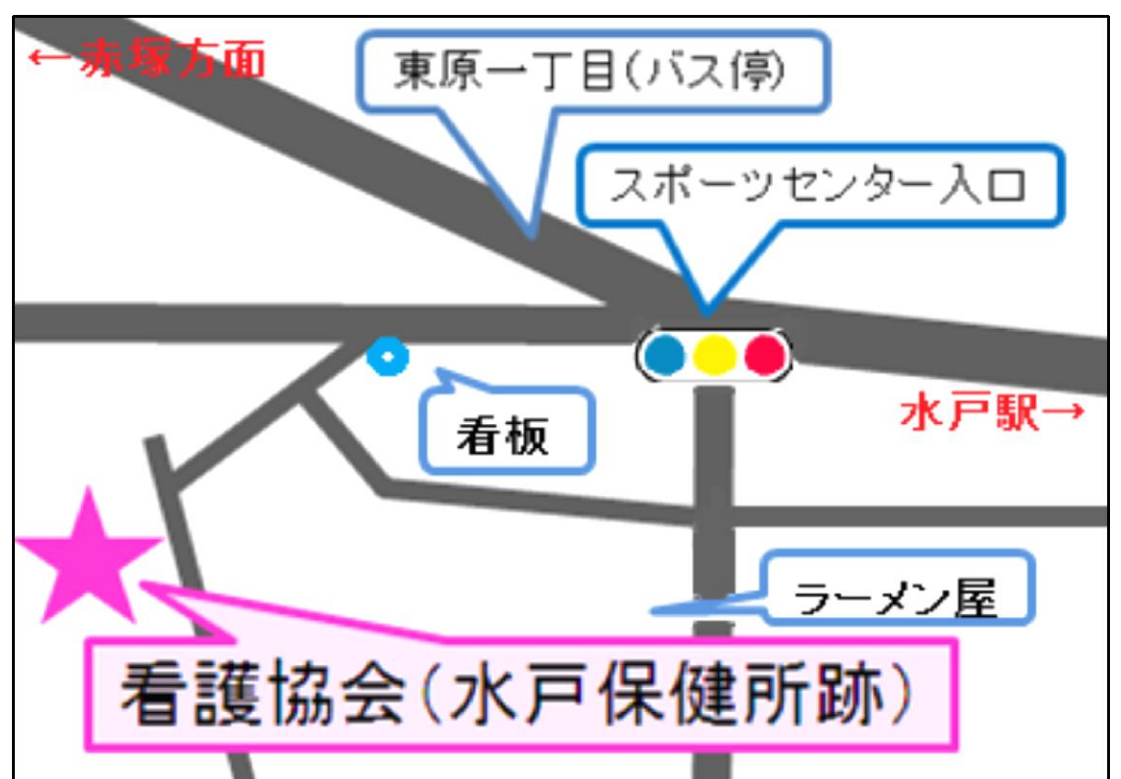 ←赤塚方面
東原一丁目(バス停)
スポーツセンター入口
水戸駅→
看板
ラーメン屋
看護協会(水戸保健所跡)